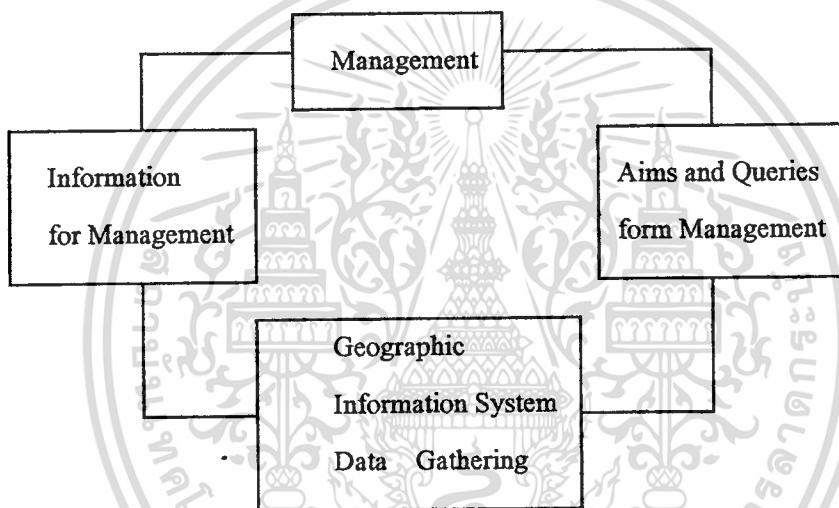 Management
Information
for Management
Aims and Queries
form Management
Geographic
Information System
Data Gathering